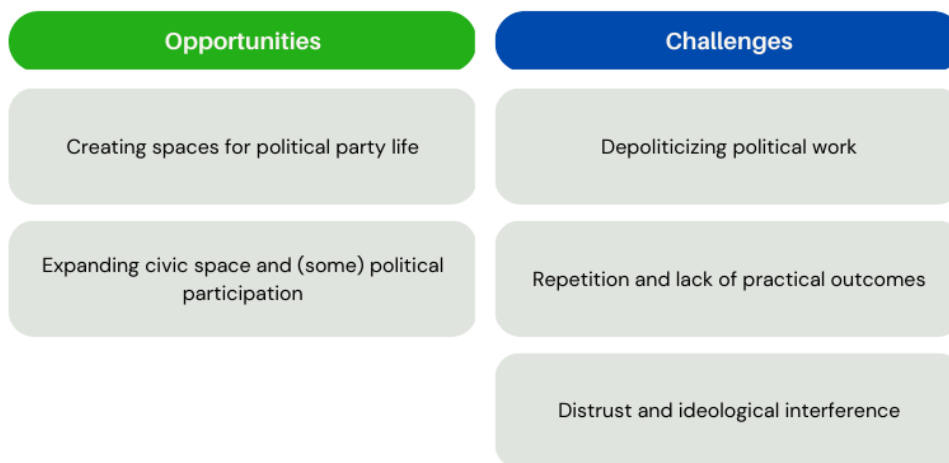 Opportunities
Creating spaces for political party life
Expanding civic space and (some) political
participation
Challenges
Depoliticizing political work
Repetition and lack of practical outcomes
Distrust and ideological interference